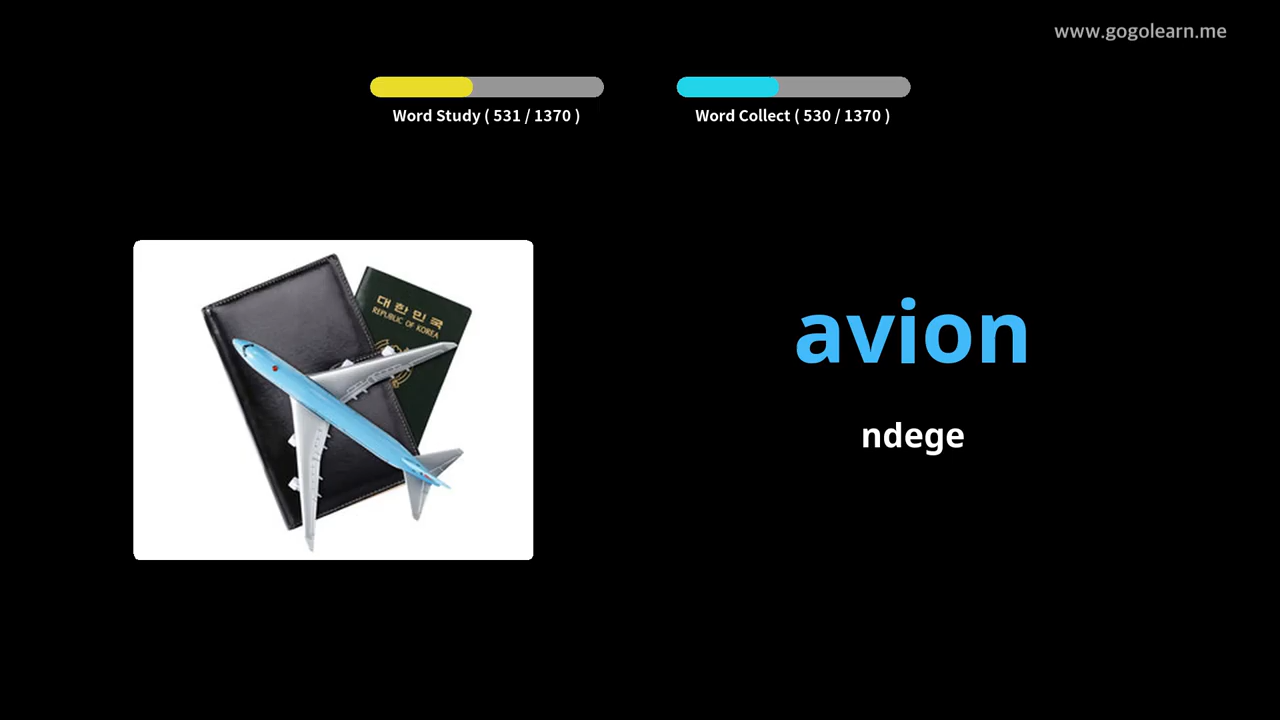 www.gogolearn.me
Word Study ( 531 / 1370 )
Word Collect ( 530 / 1370 )
대한민국
REPUBLIC OF KOREA
avion
ndege